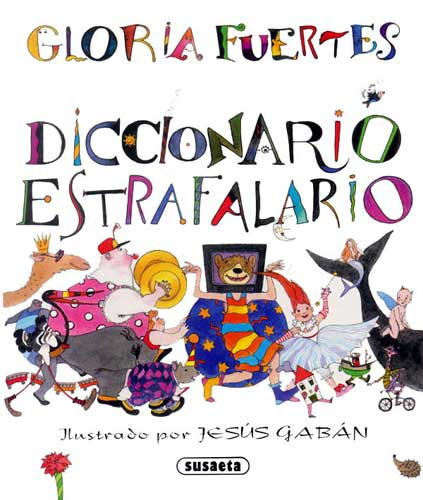 GLORIA FUERTES
DICCIONARIO
ESTRAFALARIO
Ilustrado por JESÚS GABÁN
susaeta